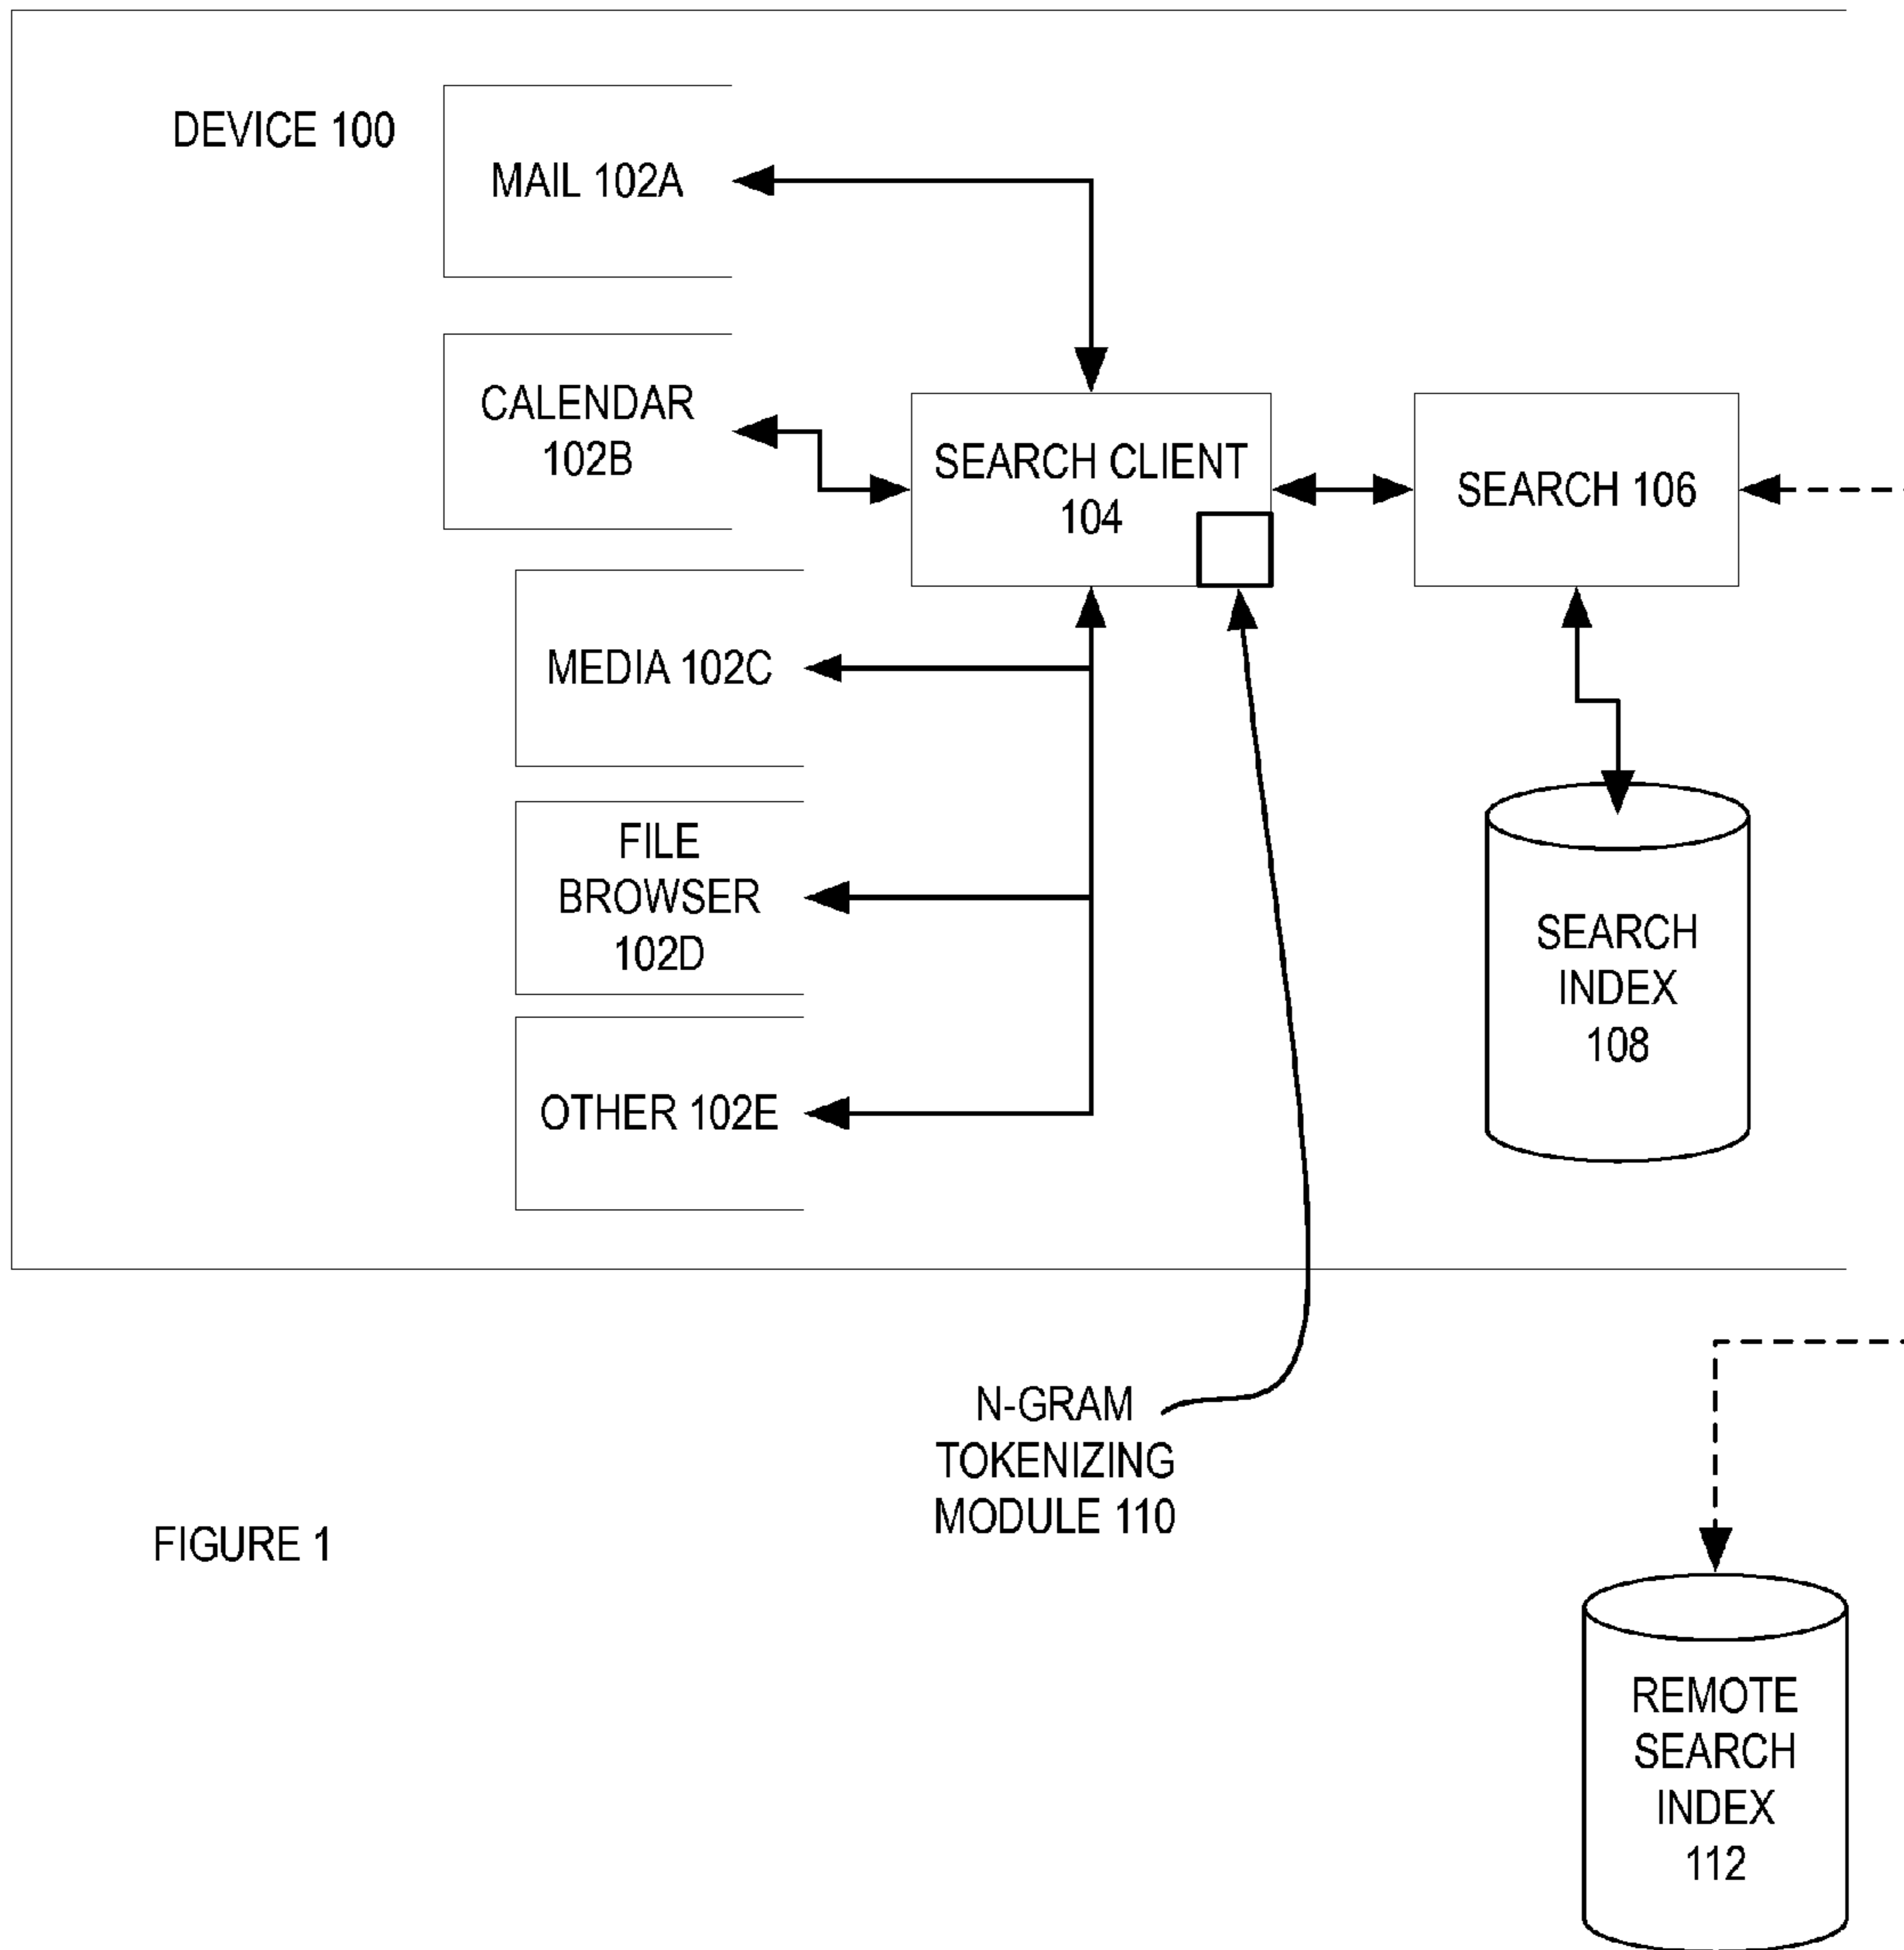 DEVICE 100
MAIL 102A
CALENDAR
102B
SEARCH CLIENT
104
SEARCH 106
MEDIA 102C
FILE
BROWSER
102D
SEARCH
INDEX
108
OTHER 102E
N-GRAM
TOKENIZING
MODULE 110
FIGURE 1
REMOTE
SEARCH
INDEX
112